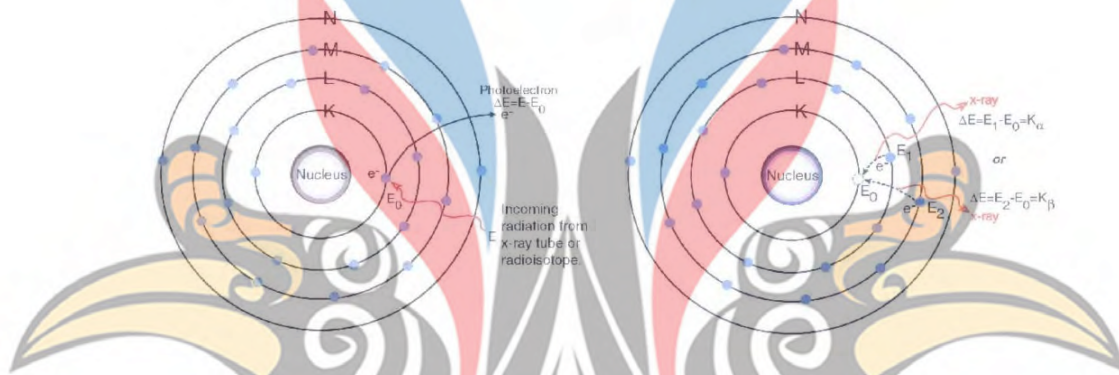 N
M
L
K
Nucleus
Photoelectron
ΔE=E-E₀
e⁻
e⁻
E₀
E
Incoming
radiation from
x-ray tube or
radioisotope.
N
M
L
K
Nucleus
x-ray
ΔE=E₁-E₀=Kα
E₁
e⁻
or
E₀
ΔE=E₂-E₀=Kβ
e⁻
E₂
x-ray